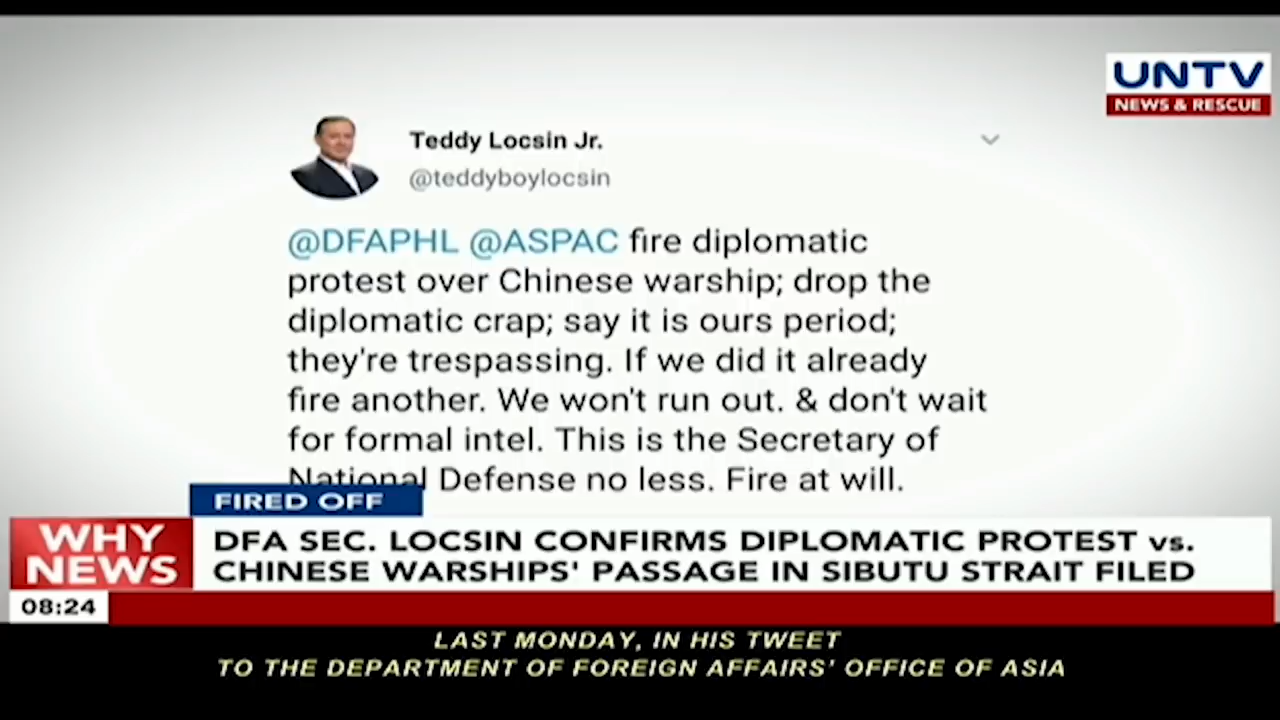 UNTV
NEWS & RESCUE
Teddy Locsin Jr.
@teddyboylocsin
@DFAPHL @ASPAC fire diplomatic
protest over Chinese warship; drop the
diplomatic crap; say it is ours period;
they're trespassing. If we did it already
fire another. We won't run out. & don't wait
for formal intel. This is the Secretary of
National Defense no less. Fire at will.
FIRED OFF
WHY
NEWS
DFA SEC. LOCSIN CONFIRMS DIPLOMATIC PROTEST vs.
CHINESE WARSHIPS' PASSAGE IN SIBUTU STRAIT FILED
08:24
LAST MONDAY, IN HIS TWEET
TO THE DEPARTMENT OF FOREIGN AFFAIRS' OFFICE OF ASIA